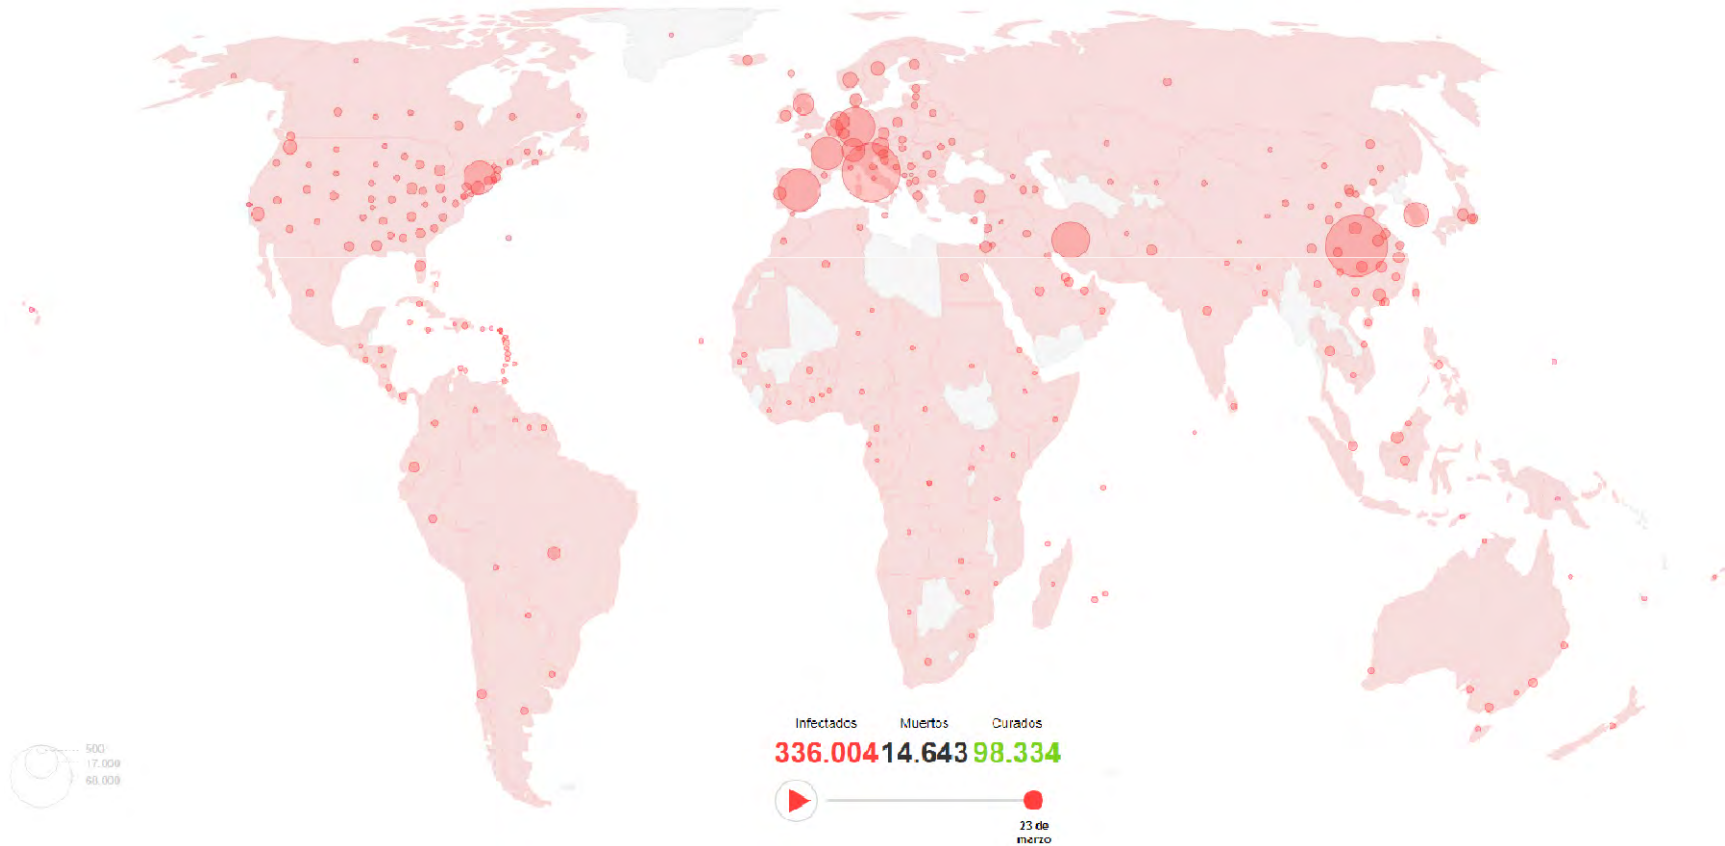 Infectados Muertos Curados
336.004 14.643 98.334
500
17.000
68.000
23 de
marzo